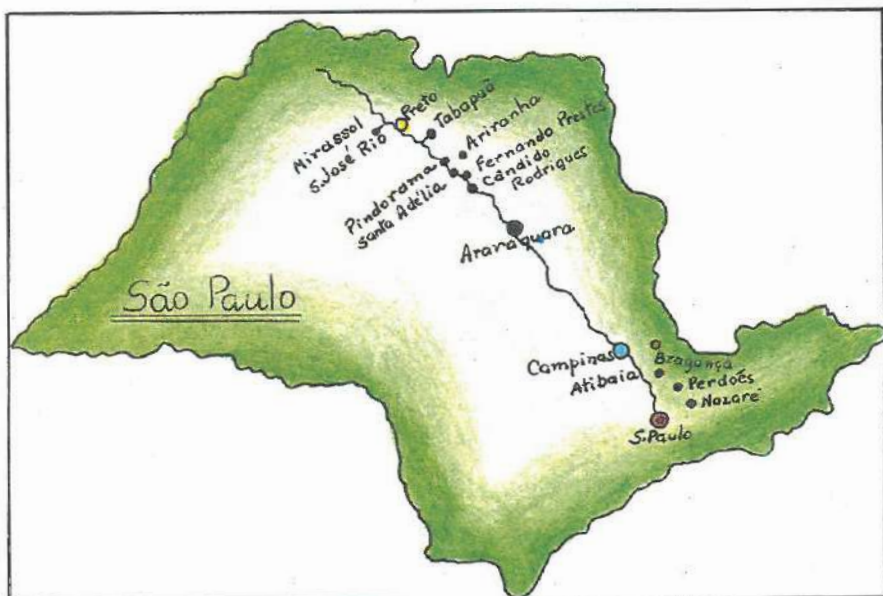 Mirassol
S. José Rio Preto
Tabapuã
Ariranha
Fernando Prestes
Cândido
Rodrigues
Pindorama
Santa Adélia
Araraquara
São Paulo
Campinas
Bragança
Atibaia
Perdões
Nazaré
S. Paulo